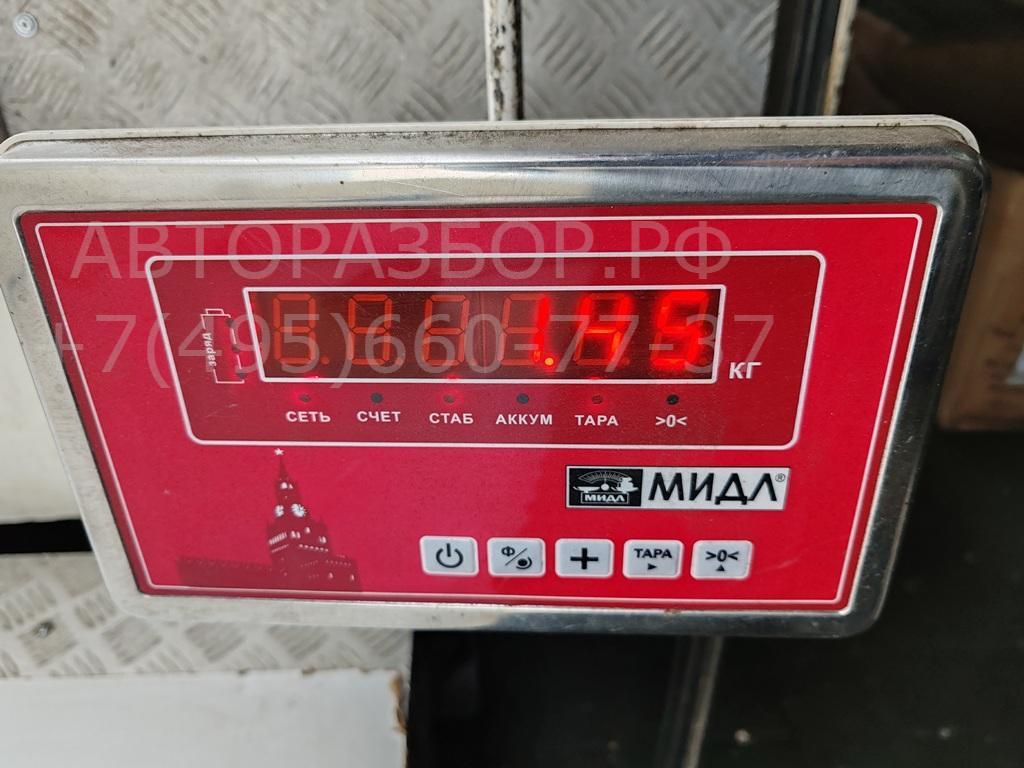 АВТОРАЗБОР.РФ
+7(495)660-77-37
заряд
1.45
КГ
СЕТЬ СЧЕТ СТАБ АККУМ ТАРА >0<
МИДЛ МИДЛ®
Ф ТАРА >0<